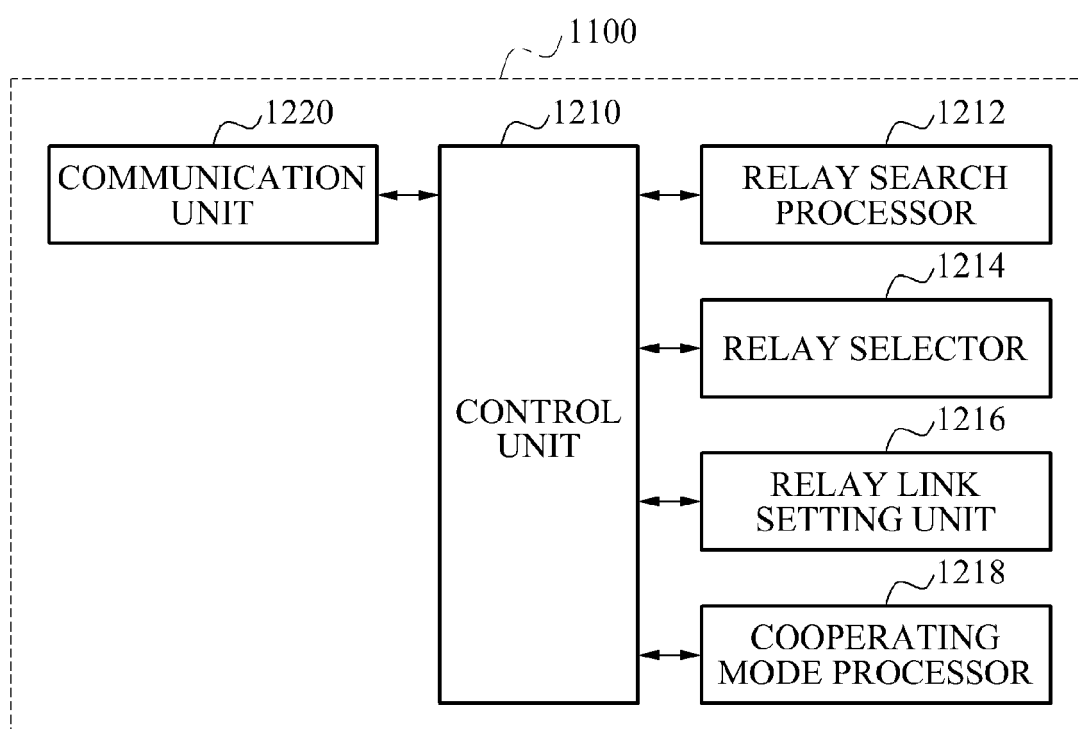 1100
1220
1210
1212
COMMUNICATION
UNIT
RELAY SEARCH
PROCESSOR
1214
RELAY SELECTOR
CONTROL
UNIT
1216
RELAY LINK
SETTING UNIT
1218
COOPERATING
MODE PROCESSOR